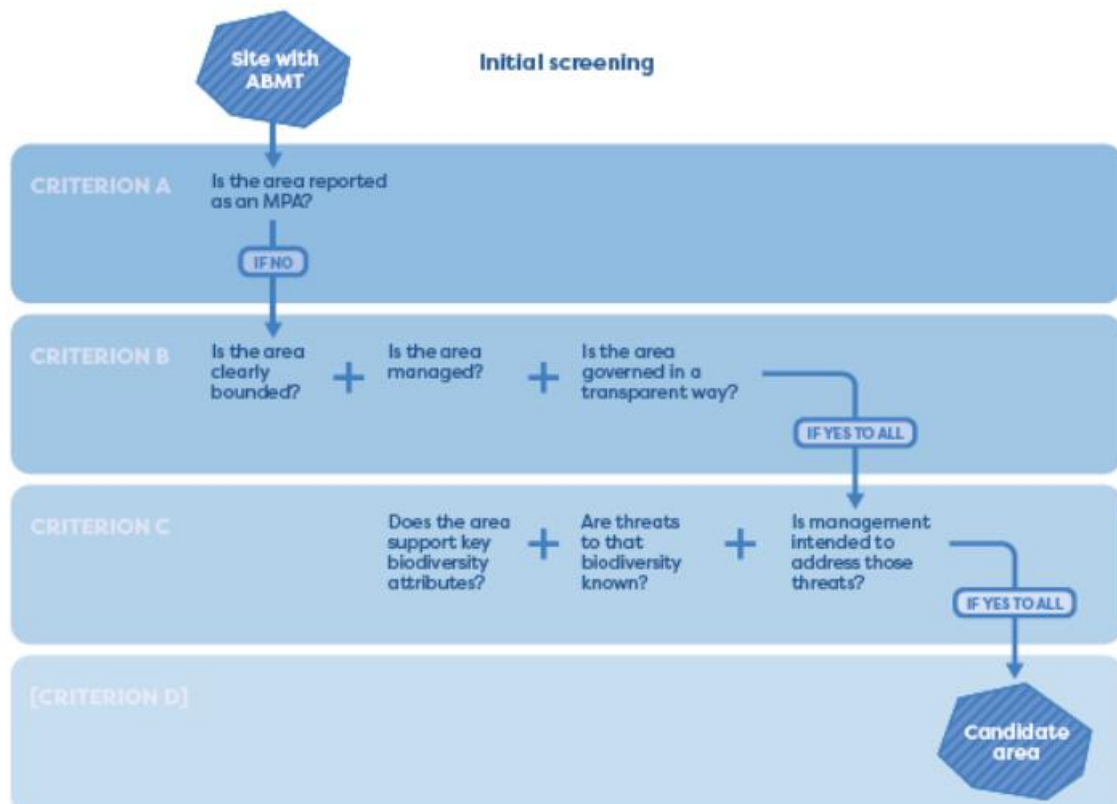 Site with
ABMT
Initial screening
CRITERION A
Is the area reported
as an MPA?
IF NO
CRITERION B
Is the area
clearly
bounded?
+
Is the area
managed?
+
Is the area
governed in a
transparent way?
IF YES TO ALL
CRITERION C
Does the area
support key
biodiversity
attributes?
+
Are threats
to that
biodiversity
known?
+
Is management
intended to
address those
threats?
IF YES TO ALL
[CRITERION D]
Candidate
area